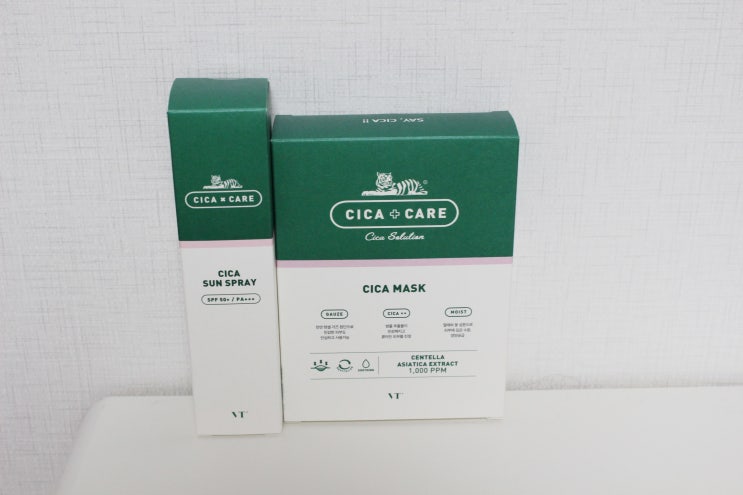 CICA × CARE
CICA
SUN SPRAY
SPF 50+ / PA+++
VT
SAY, CICA !!
CICA + CARE
Cica Solution
CICA MASK
GAUZE
CICA ++
MOIST
CENTELLA
ASIATICA EXTRACT
1,000 PPM
VT